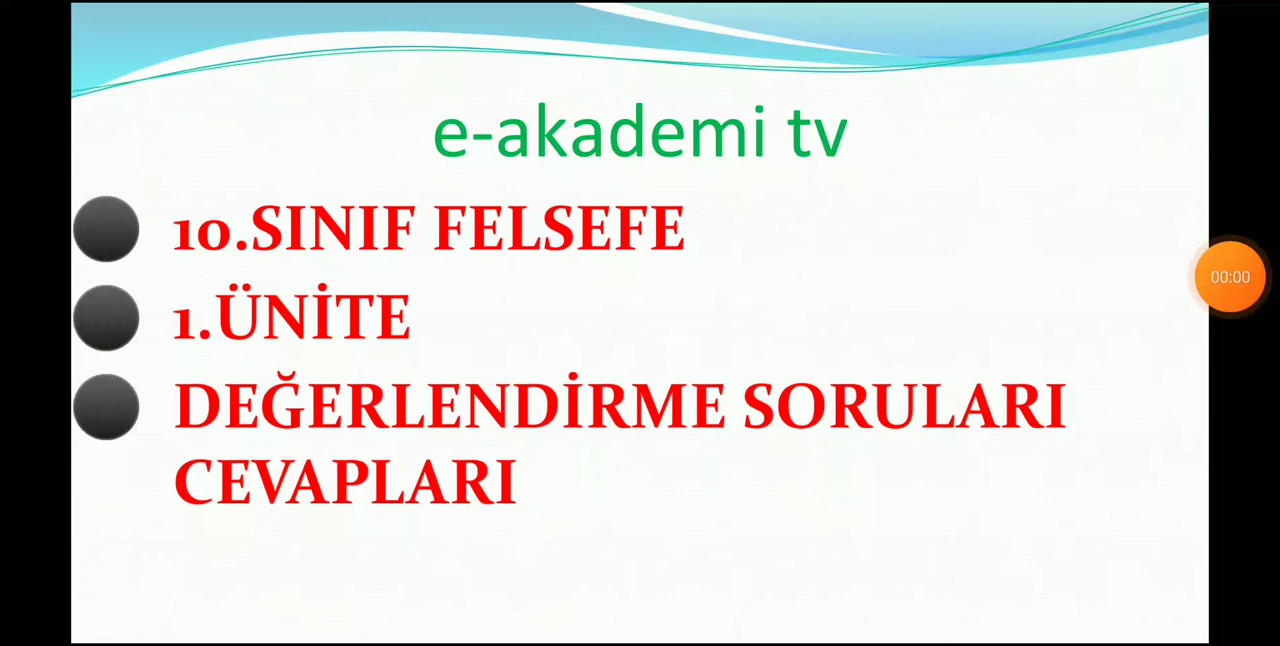 e-akademi tv
10.SINIF FELSEFE
1.ÜNİTE
DEĞERLENDİRME SORULARI
CEVAPLARI
00:00